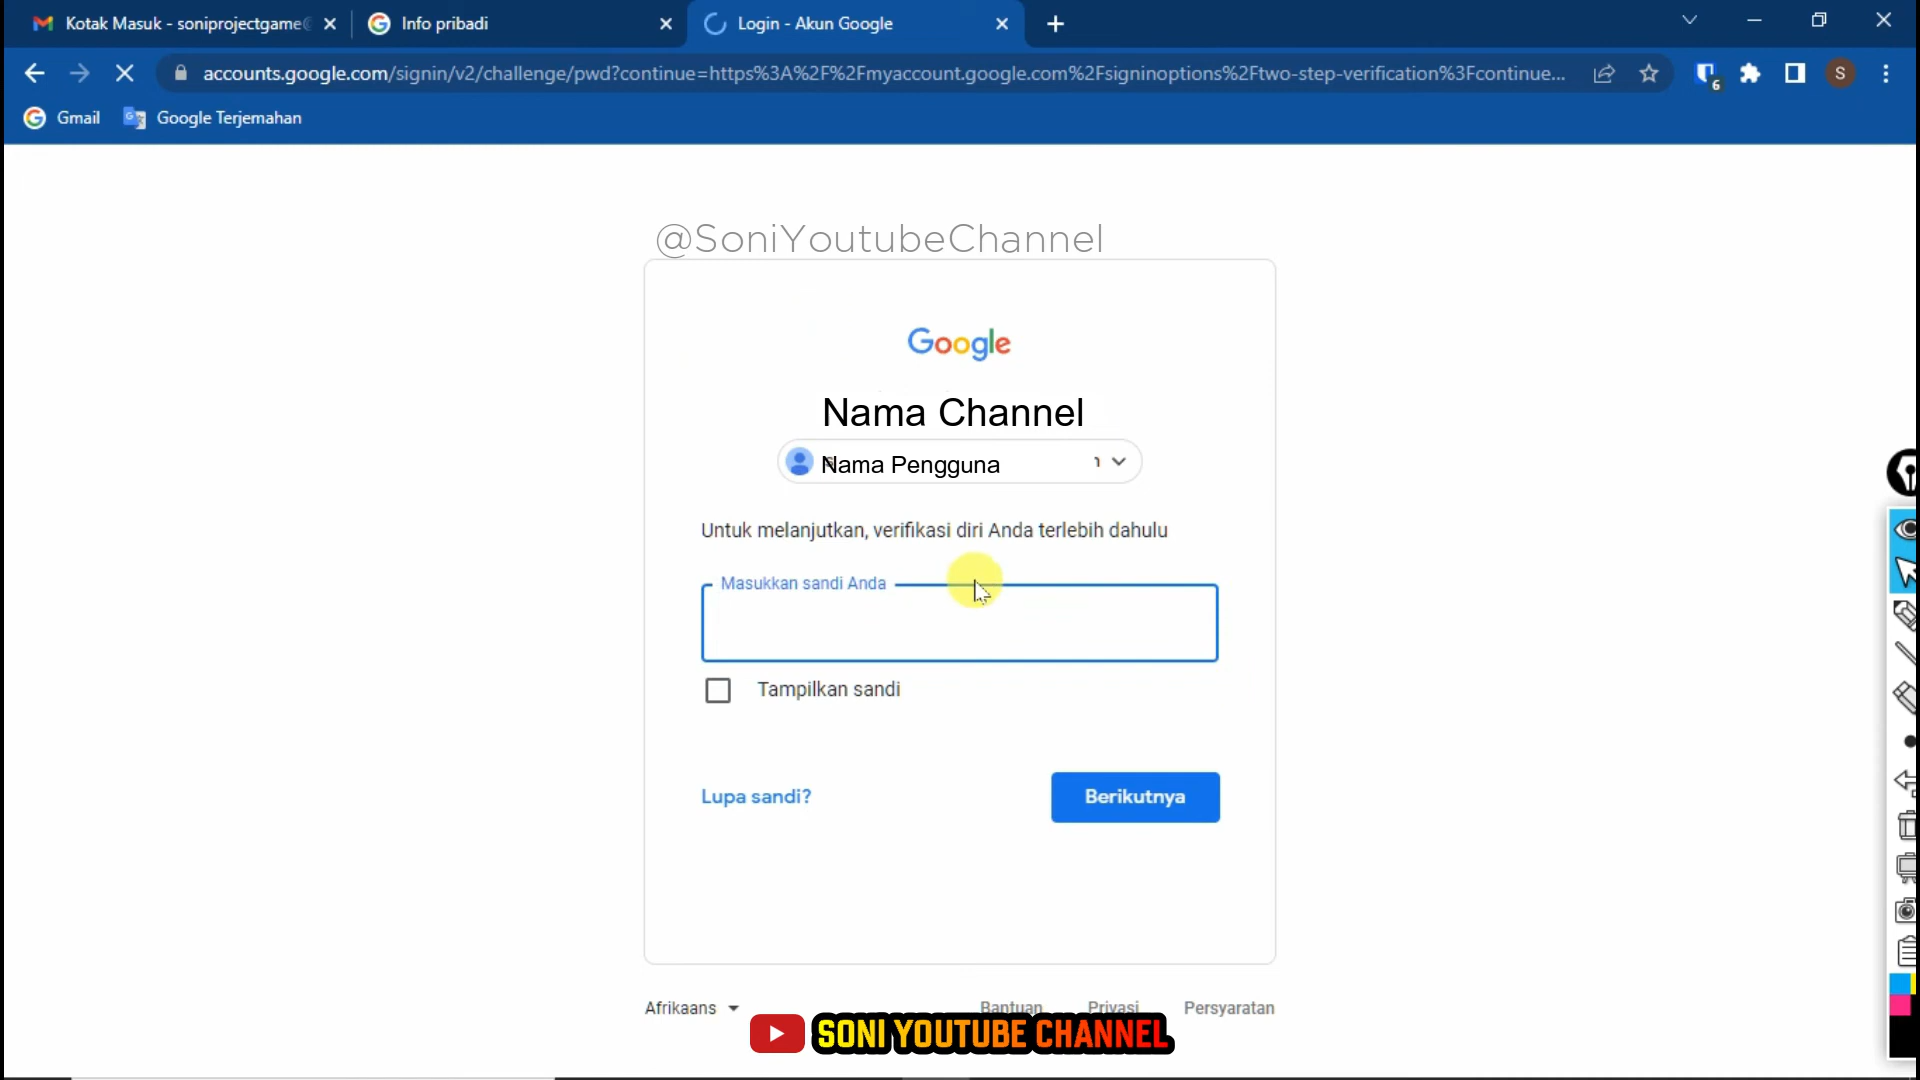 Kotak Masuk - soniprojectgame@
Info pribadi
Login - Akun Google
accounts.google.com/signin/v2/challenge/pwd?continue=https%3A%2F%2Fmyaccount.google.com%2Fsigninoptions%2Ftwo-step-verification%3Fcontinue...
6
S
Gmail
Google Terjemahan
@SoniYoutubeChannel
Google
Nama Channel
Nama Pengguna
Untuk melanjutkan, verifikasi diri Anda terlebih dahulu
Masukkan sandi Anda
Tampilkan sandi
Lupa sandi?
Berikutnya
Afrikaans
Bantuan
Privasi
Persyaratan
SONI YOUTUBE CHANNEL